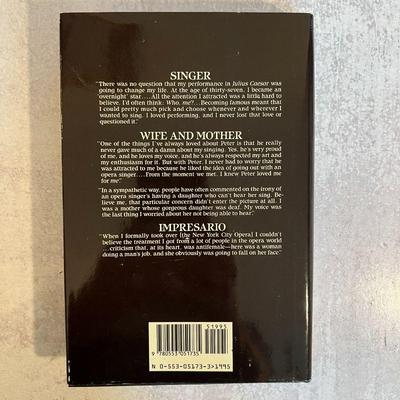 SINGER
"There was no question that my performance in Julius Caesar was
going to change my life. At the age of thirty-seven, I became an
'overnight' star....All the attention I attracted was a little hard to
believe. I'd often think: Who, me?...Becoming famous meant that
I could pretty much pick and choose whenever and wherever I
wanted to sing. I loved performing, and I never lost that love or
questioned it."
WIFE AND MOTHER
"One of the things I've always loved about Peter is that he really
never gave much of a damn about my singing. Yes, he's very proud
of me, and he loves my voice, and he's always respected my art and
my enthusiasm for it. But with Peter, I never had to worry that he
was attracted to me because he liked the idea of going out with an
opera singer....From the moment we met, I knew Peter loved me
for me."
"In a sympathetic way, people have often commented on the irony of
an opera singer's having a daughter who can't hear her sing. Be-
lieve me, that particular concern didn't enter the picture at all. I
was a mother whose gorgeous daughter was deaf. My voice was
the last thing I worried about her not being able to hear."
IMPRESARIO
"When I formally took over [the New York City Opera] I couldn't
believe the treatment I got from a lot of people in the opera world
...criticism that, at its heart, was antifemale—here was a woman
doing a man's job, and she obviously was going to fall on her face."
51995
9 780553 051735
N 0-553-05173-3>1995